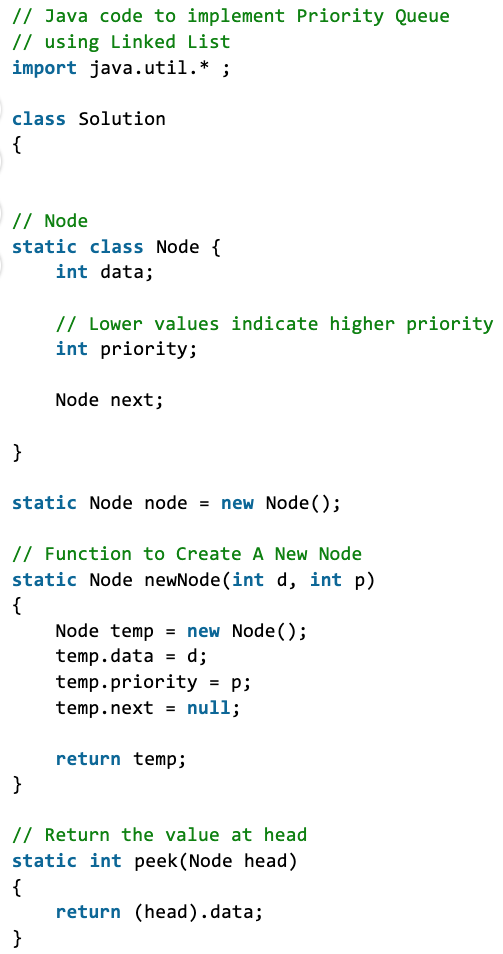 // Java code to implement Priority Queue
// using Linked List
import java.util.* ;
class Solution
{
// Node
static class Node {
    int data;
    // Lower values indicate higher priority
    int priority;
    Node next;
}
static Node node = new Node();
// Function to Create A New Node
static Node newNode(int d, int p)
{
    Node temp = new Node();
    temp.data = d;
    temp.priority = p;
    temp.next = null;
    return temp;
}
// Return the value at head
static int peek(Node head)
{
    return (head).data;
}